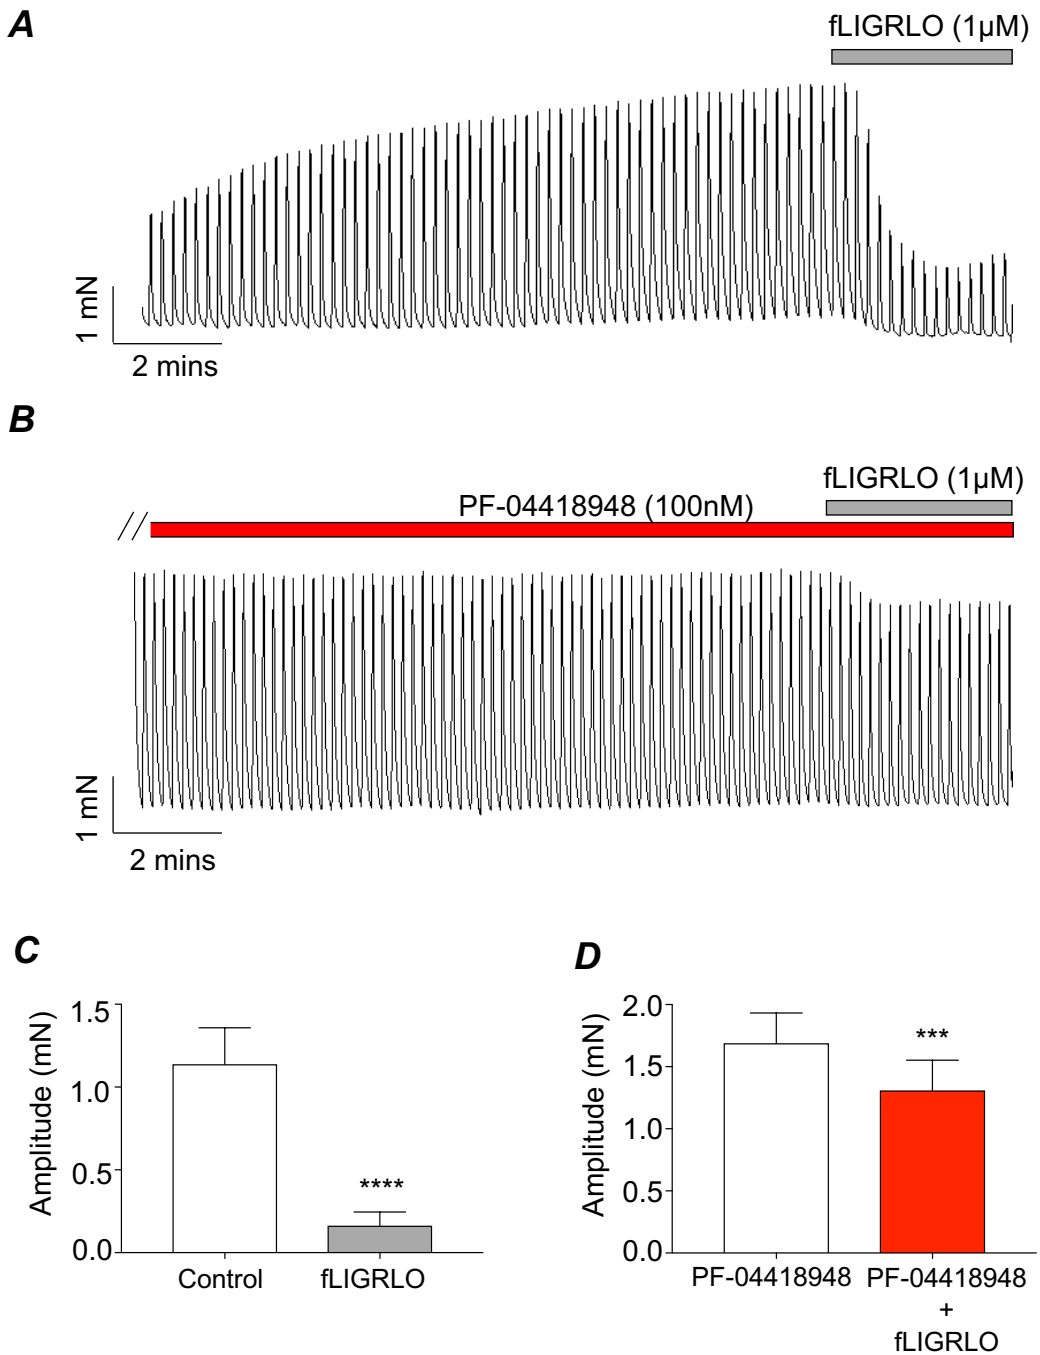 A
fLIGRLO (1µM)
1 mN
2 mins
B
fLIGRLO (1µM)
PF-04418948 (100nM)
1 mN
2 mins
C
D
Amplitude (mN)
1.5
1.0
0.5
0.0
****
Control
fLIGRLO
Amplitude (mN)
2.0
1.5
1.0
0.5
0.0
***
PF-04418948
PF-04418948
+
fLIGRLO